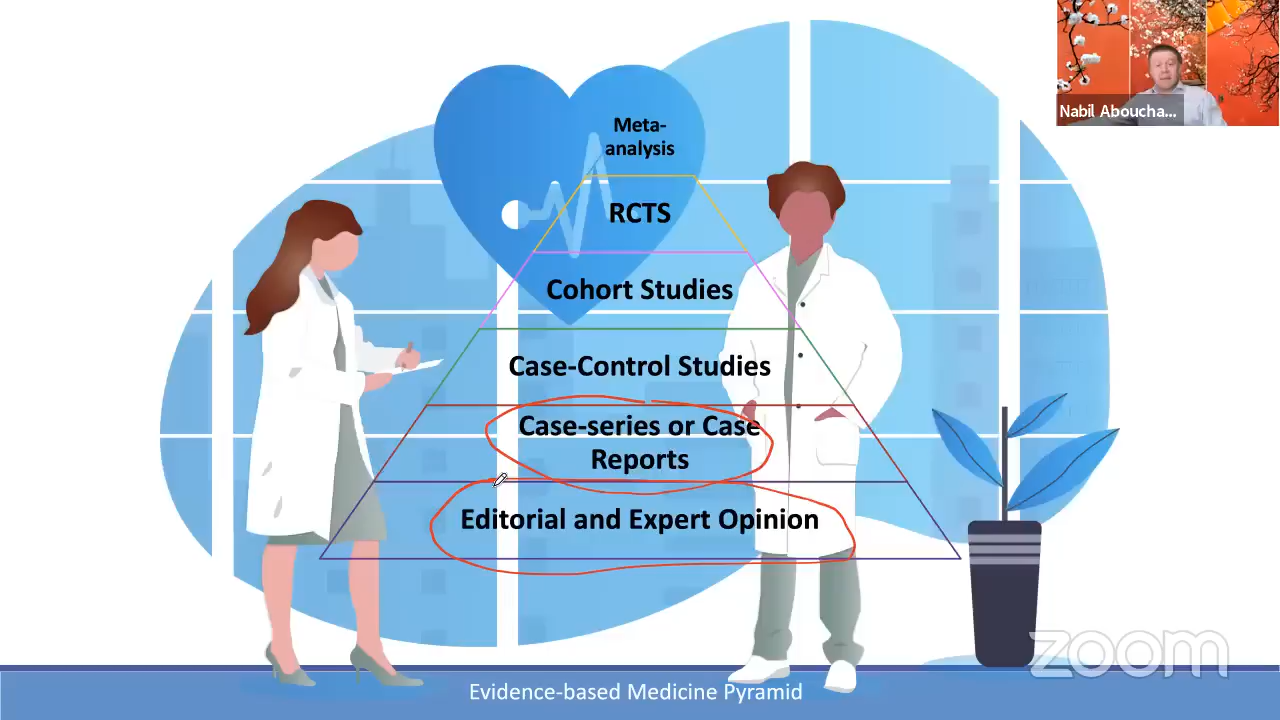 Nabil Aboucha...
Meta-
analysis
RCTS
Cohort Studies
Case-Control Studies
Case-series or Case
Reports
Editorial and Expert Opinion
zoom
Evidence-based Medicine Pyramid